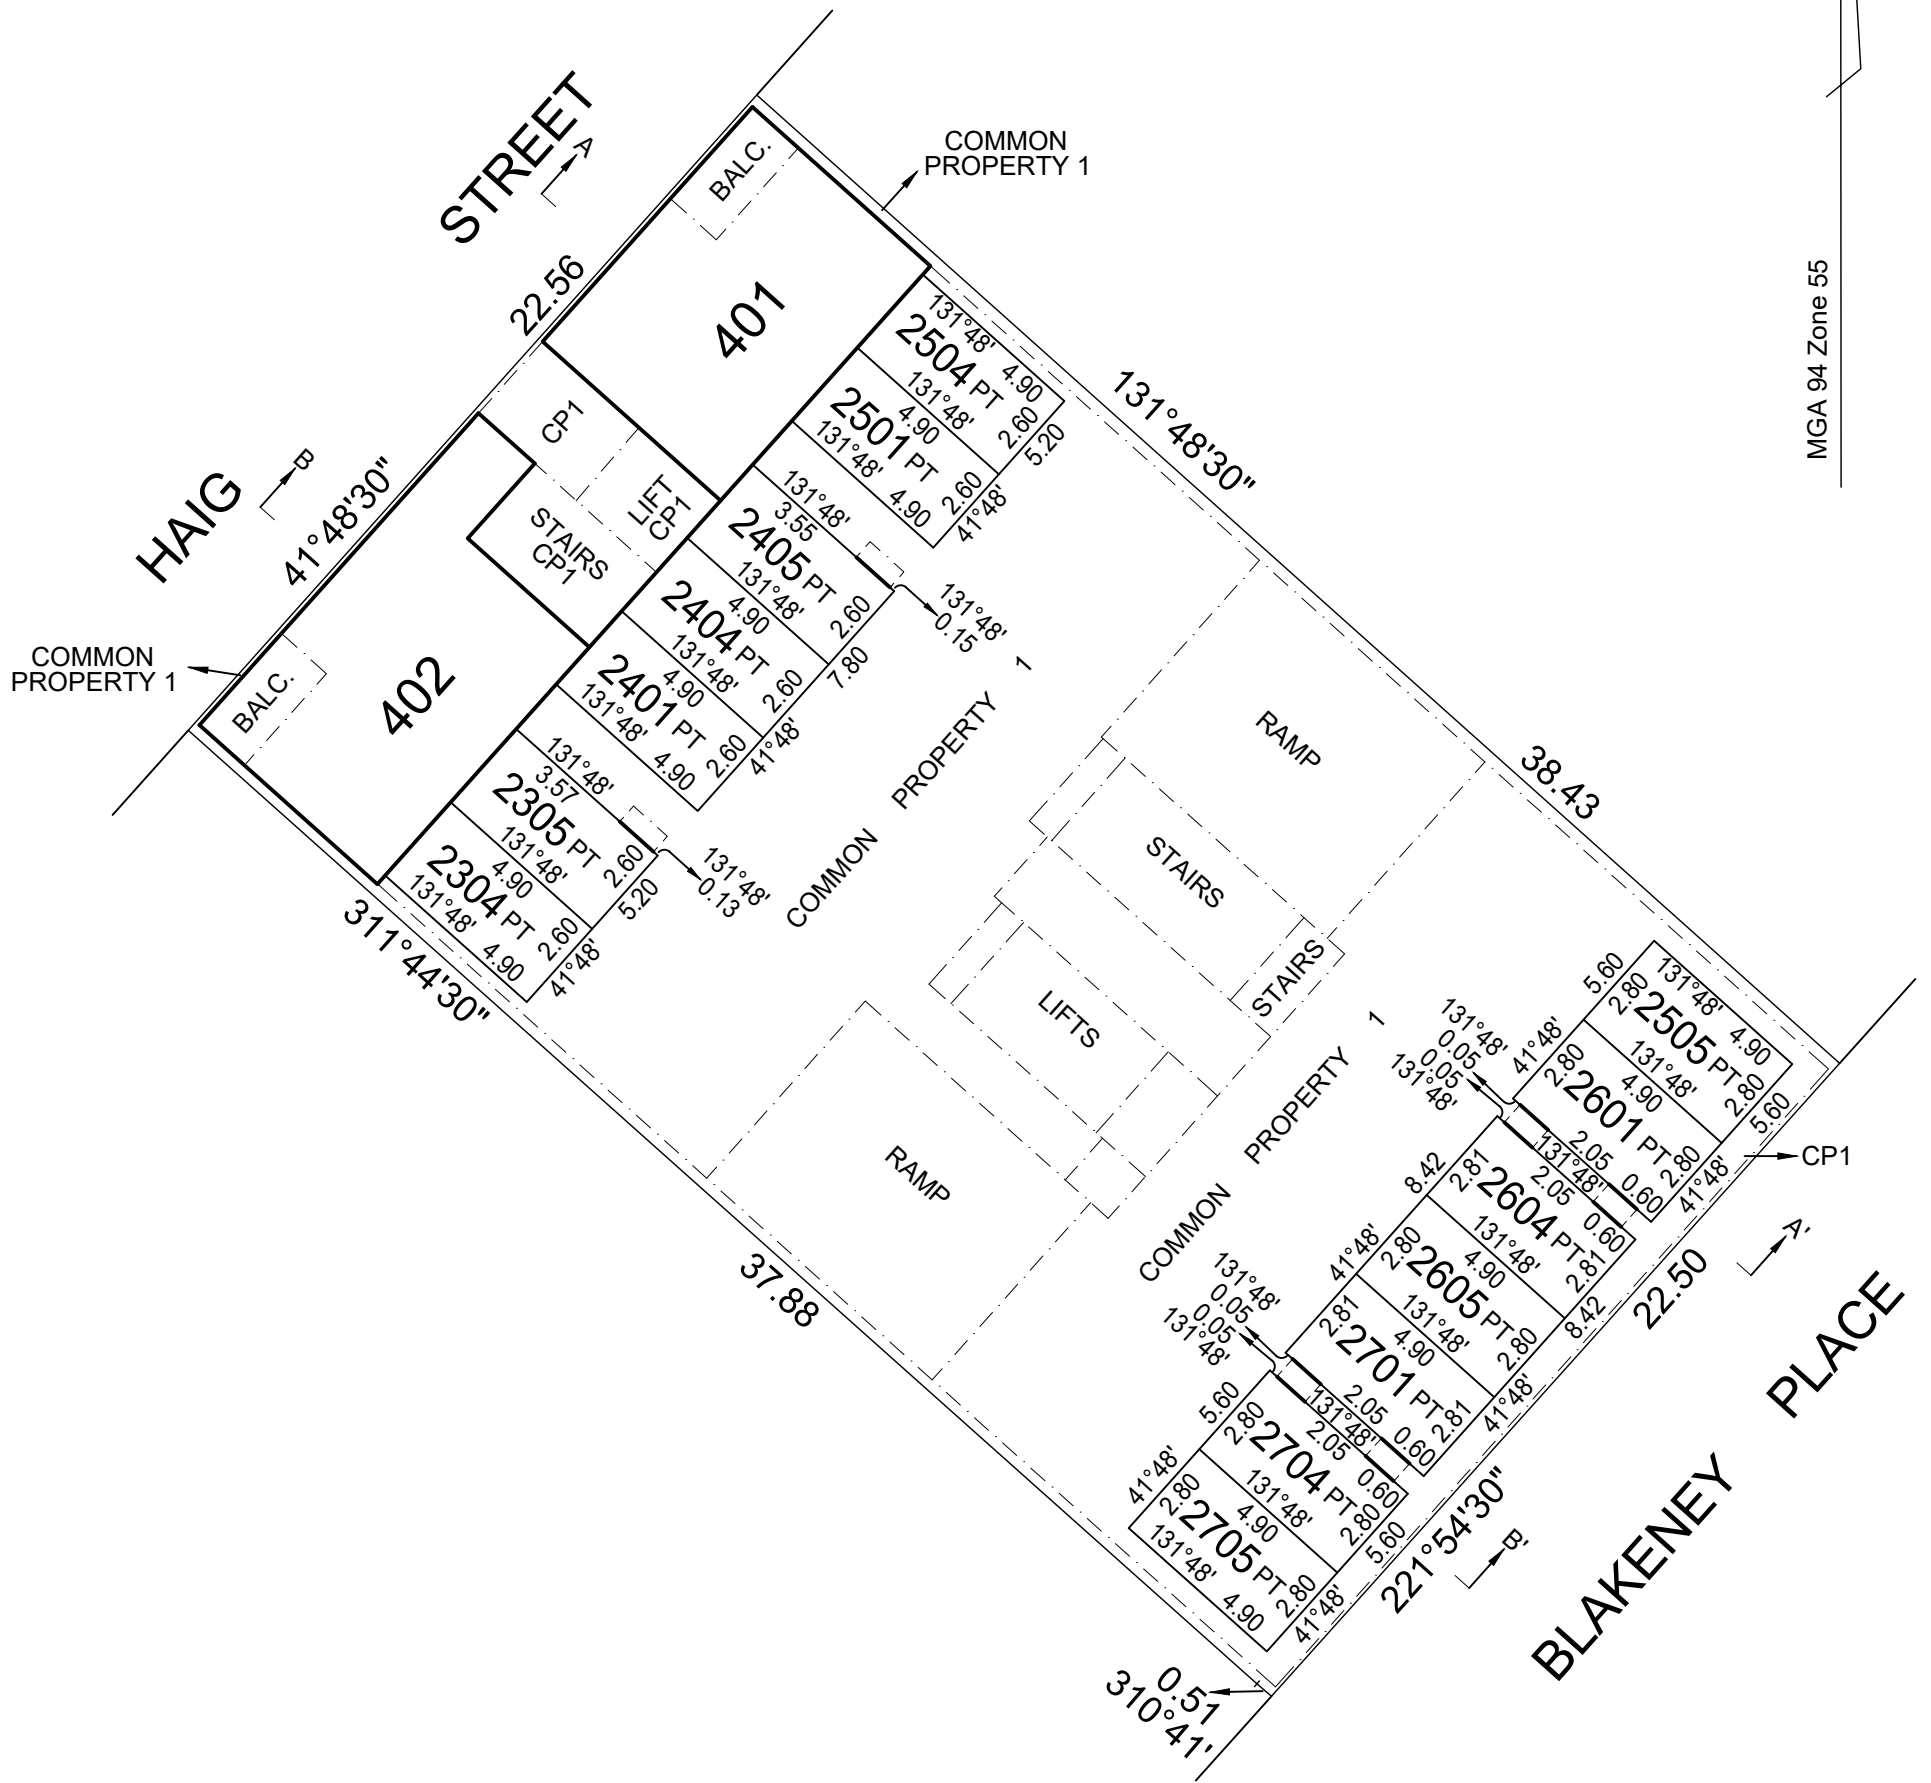 HAIG
STREET
A
B
22.56
41°48'30"
COMMON
PROPERTY 1
COMMON
PROPERTY 1
MGA 94 Zone 55
BALC.
401
CP1
LIFT
CP1
STAIRS
CP1
402
BALC.
131°48'30"
38.43
131°48'
2504 PT
4.90
2.60
131°48'
2501 PT
4.90
2.60
5.20
131°48'
4.90
41°48'
131°48'
3.55
2405 PT
2.60
131°48'
0.15
131°48'
4.90
2404 PT
2.60
7.80
131°48'
4.90
2401 PT
2.60
41°48'
131°48'
4.90
131°48'
3.57
2305 PT
2.60
131°48'
0.13
131°48'
4.90
2304 PT
2.60
5.20
131°48'
4.90
41°48'
311°44'30"
37.88
COMMON PROPERTY 1
RAMP
STAIRS
STAIRS
LIFTS
RAMP
COMMON PROPERTY 1
5.60
2.80
131°48'
4.90
2505 PT
2.80
41°48'
2.80
131°48'
4.90
2601 PT
2.80
5.60
41°48'
131°48'
0.05
0.05
131°48'
2.05
131°48'
2.05
0.60
0.60
CP1
8.42
2.81
2604 PT
2.81
41°48'
2.80
131°48'
4.90
2605 PT
2.80
8.42
2.81
131°48'
4.90
2701 PT
2.81
41°48'
131°48'
0.05
0.05
131°48'
2.05
131°48'
2.05
0.60
0.60
5.60
2.80
2704 PT
2.80
5.60
41°48'
2.80
131°48'
4.90
2705 PT
2.80
41°48'
131°48'
4.90
A'
22.50
221°54'30"
B'
BLAKENEY
PLACE
0.51
310°41'